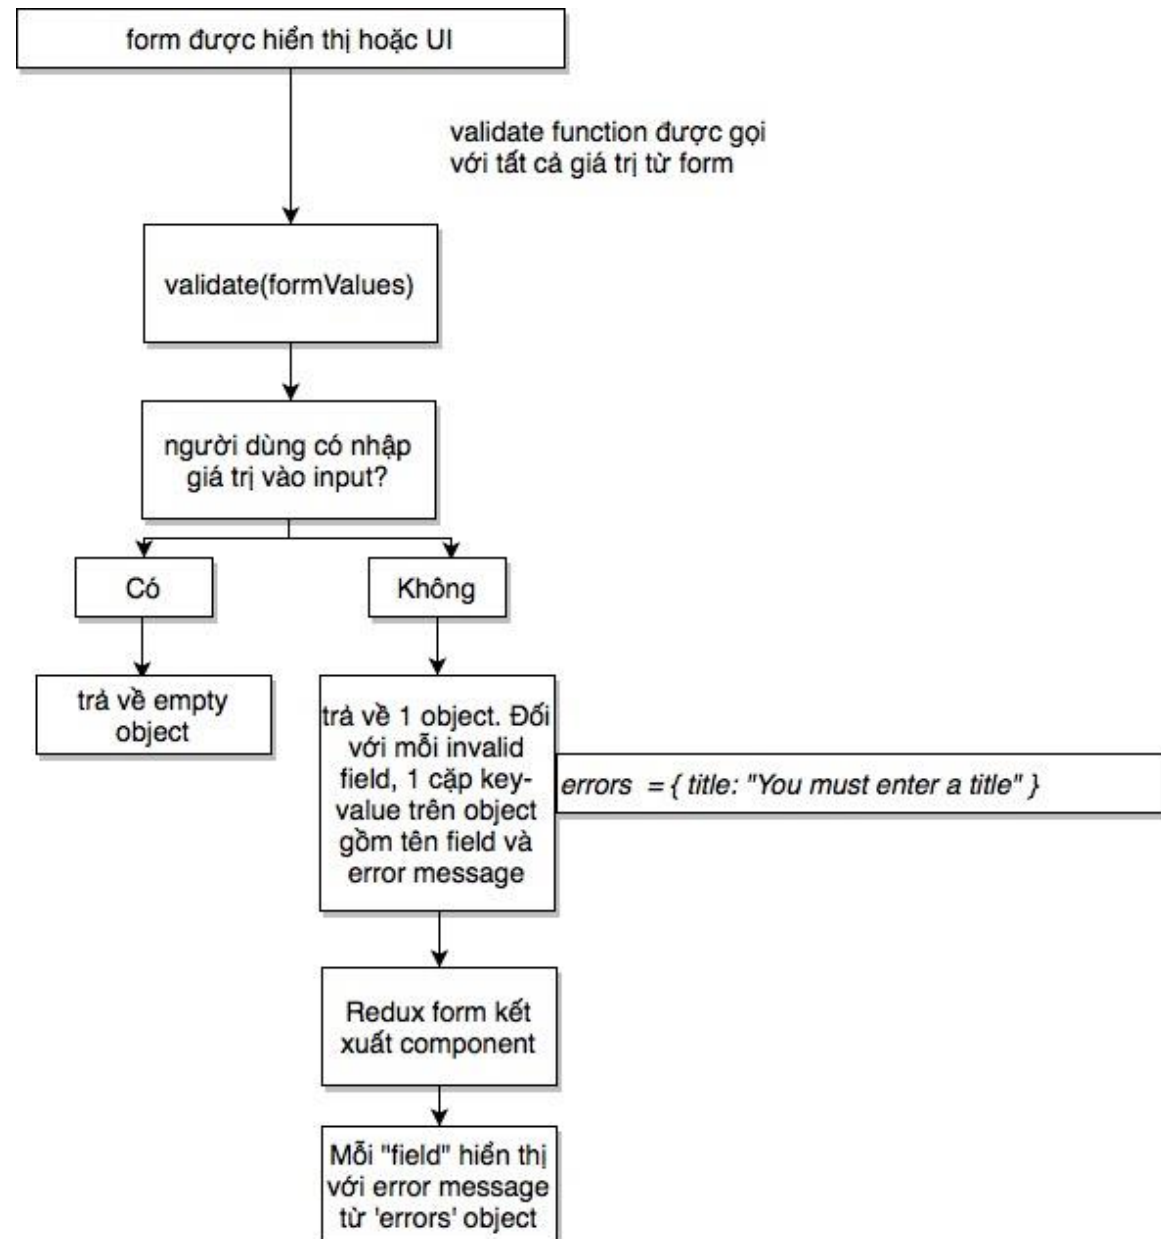 form được hiển thị hoặc UI
validate function được gọi
với tất cả giá trị từ form
validate(formValues)
người dùng có nhập
giá trị vào input?
Có
Không
trả về empty
object
trả về 1 object. Đối
với mỗi invalid
field, 1 cặp key-
value trên object
gồm tên field và
error message
errors = { title: "You must enter a title" }
Redux form kết
xuất component
Mỗi "field" hiển thị
với error message
từ 'errors' object